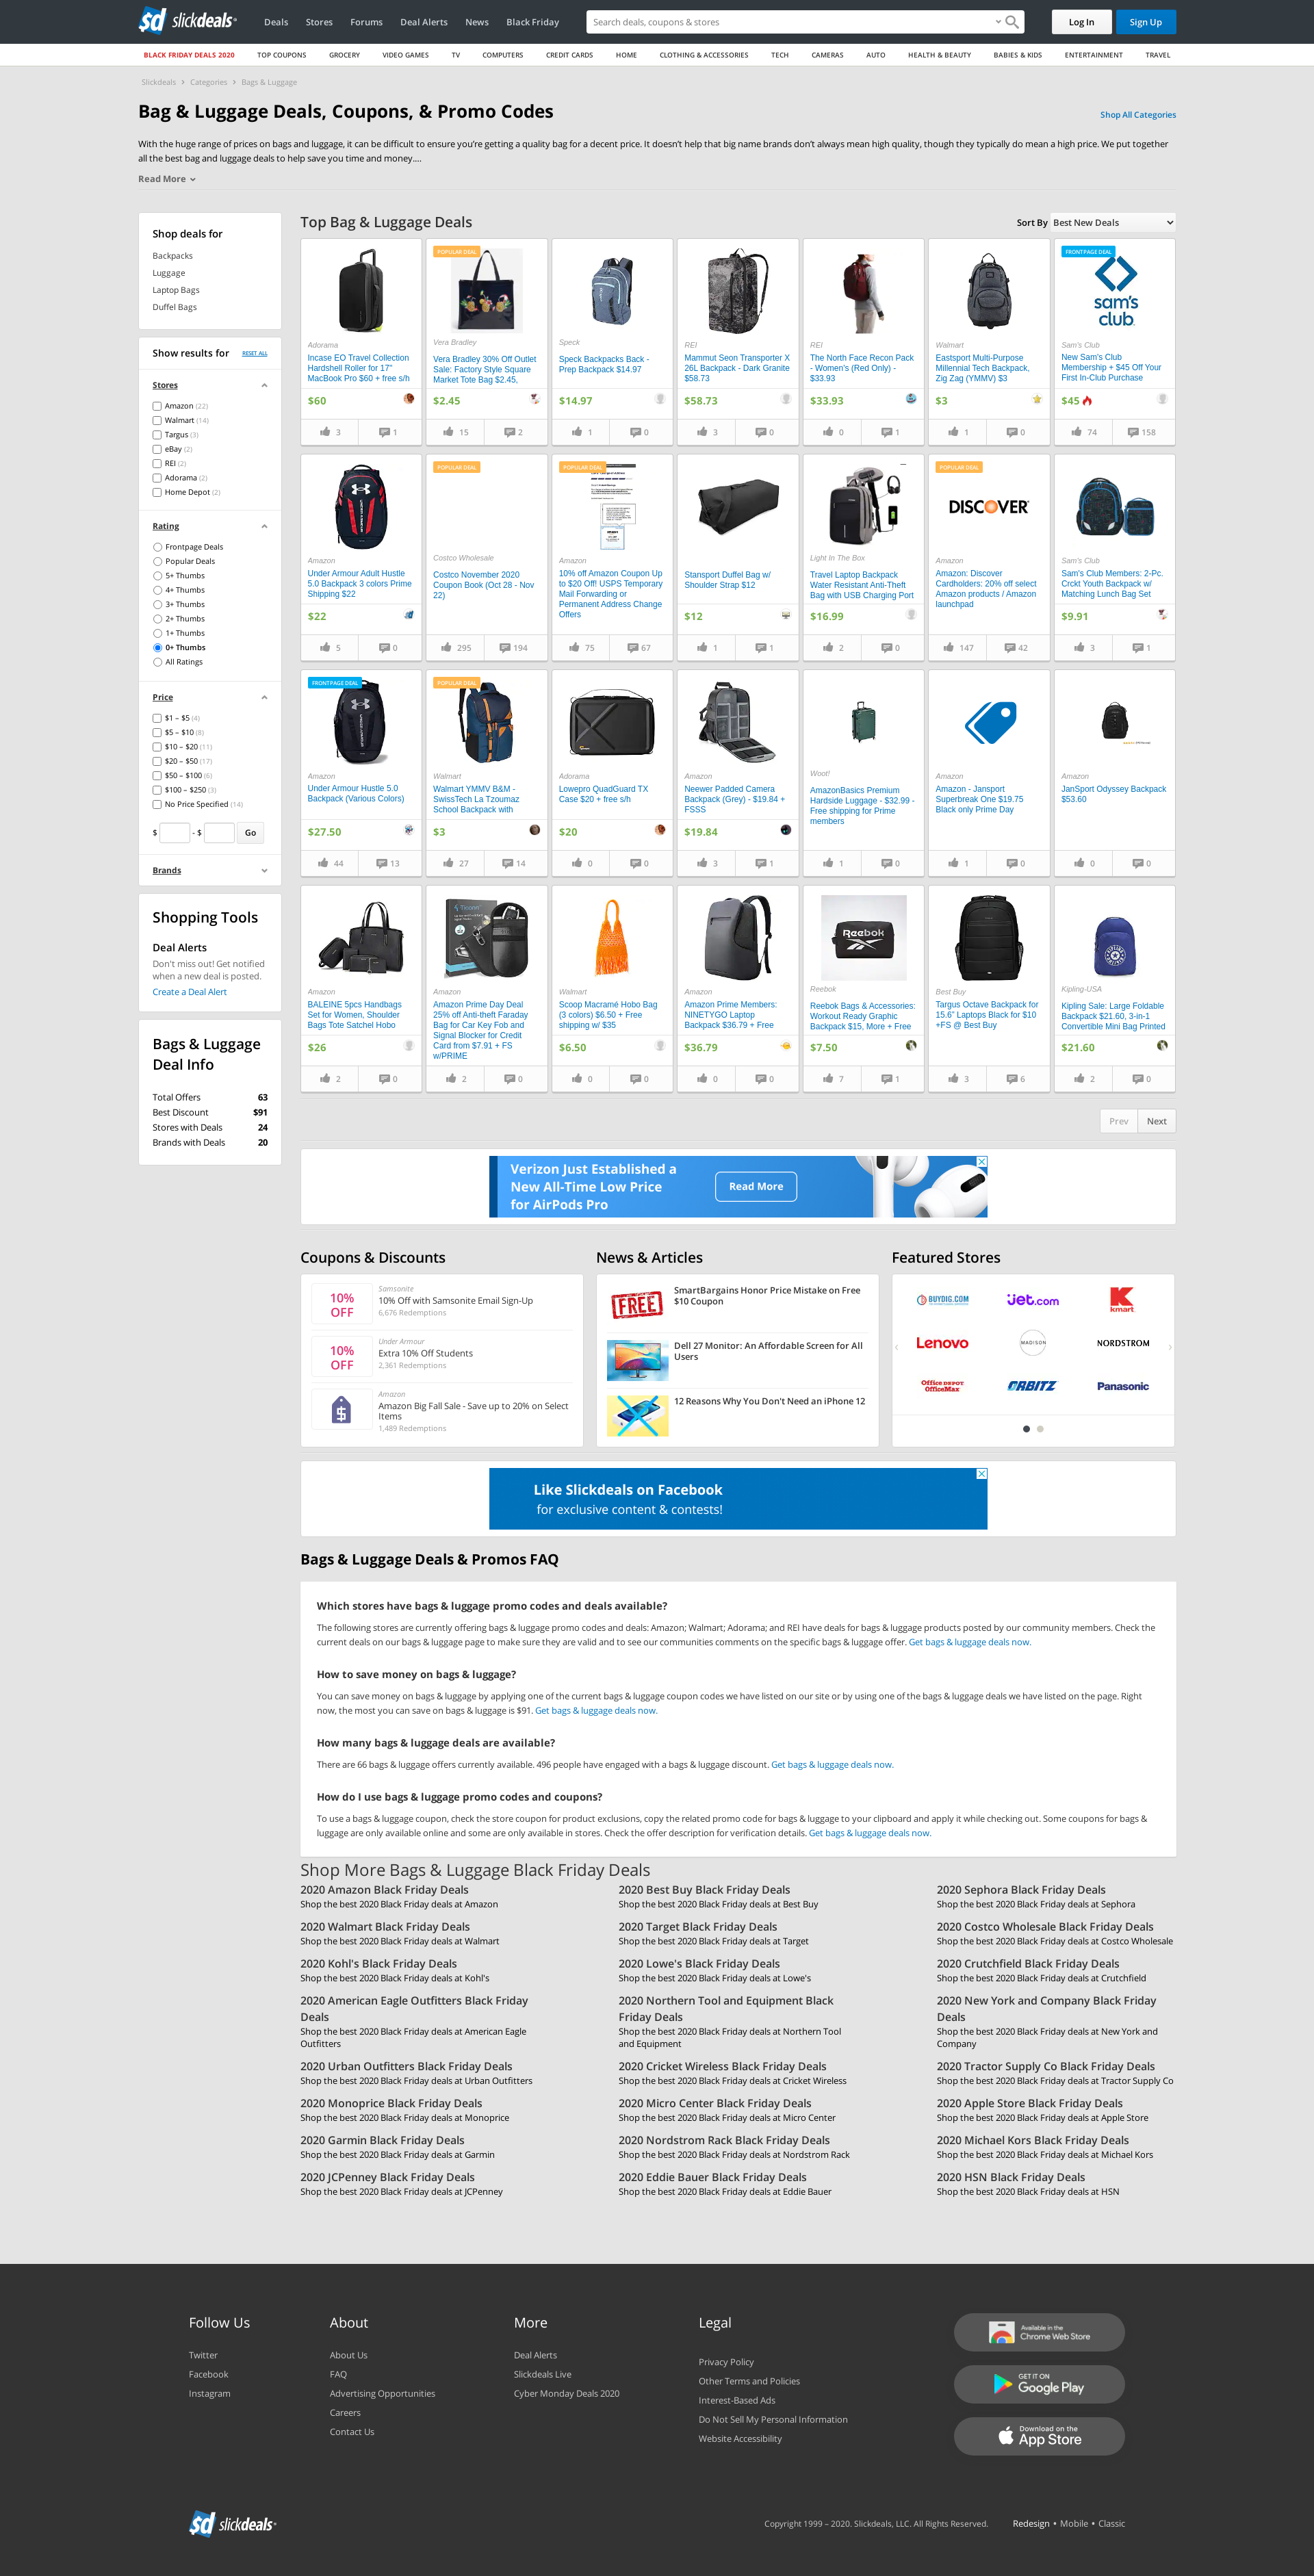 $d slickdeals
Deals Stores Forums Deal Alerts News Black Friday
Search deals, coupons & stores
Log In
Sign Up
BLACK FRIDAY DEALS 2020 TOP COUPONS GROCERY VIDEO GAMES TV COMPUTERS CREDIT CARDS HOME CLOTHING & ACCESSORIES TECH CAMERAS AUTO HEALTH & BEAUTY BABIES & KIDS ENTERTAINMENT TRAVEL
Slickdeals › Categories › Bags & Luggage
Bag & Luggage Deals, Coupons, & Promo Codes
Shop All Categories
With the huge range of prices on bags and luggage, it can be difficult to ensure you're getting a quality bag for a decent price. It doesn't help that big name brands don't always mean high quality, though they typically do mean a high price. We put together
all the best bag and luggage deals to help save you time and money....
Read More
Shop deals for
Backpacks
Luggage
Laptop Bags
Duffel Bags
Show results for
RESET ALL
Stores
Amazon (22)
Walmart (14)
Targus (3)
eBay (2)
REI (2)
Adorama (2)
Home Depot (2)
Rating
Frontpage Deals
Popular Deals
5+ Thumbs
4+ Thumbs
3+ Thumbs
2+ Thumbs
1+ Thumbs
0+ Thumbs
All Ratings
Price
$1 – $5 (4)
$5 – $10 (8)
$10 – $20 (11)
$20 – $50 (17)
$50 – $100 (6)
$100 – $250 (3)
No Price Specified (14)
$ - $ Go
Brands
Shopping Tools
Deal Alerts
Don't miss out! Get notified
when a new deal is posted.
Create a Deal Alert
Bags & Luggage
Deal Info
Total Offers 63
Best Discount $91
Stores with Deals 24
Brands with Deals 20
Top Bag & Luggage Deals
Sort By Best New Deals
Adorama
Incase EO Travel Collection
Hardshell Roller for 17"
MacBook Pro $60 + free s/h
$60
3 1
POPULAR DEAL
Vera Bradley
Vera Bradley 30% Off Outlet
Sale: Factory Style Square
Market Tote Bag $2.45,
$2.45
15 2
Speck
Speck Backpacks Back -
Prep Backpack $14.97
$14.97
1 0
REI
Mammut Seon Transporter X
26L Backpack - Dark Granite
$58.73
$58.73
3 0
REI
The North Face Recon Pack
- Women's (Red Only) -
$33.93
$33.93
0 1
Walmart
Eastsport Multi-Purpose
Millennial Tech Backpack,
Zig Zag (YMMV) $3
$3
1 0
FRONTPAGE DEAL
sam's
club
Sam's Club
New Sam's Club
Membership + $45 Off Your
First In-Club Purchase
$45
74 158
Amazon
Under Armour Adult Hustle
5.0 Backpack 3 colors Prime
Shipping $22
$22
5 0
POPULAR DEAL
Costco Wholesale
Costco November 2020
Coupon Book (Oct 28 - Nov
22)
295 194
POPULAR DEAL
Amazon
10% off Amazon Coupon Up
to $20 Off! USPS Temporary
Mail Forwarding or
Permanent Address Change
Offers
75 67
Stansport Duffel Bag w/
Shoulder Strap $12
$12
1 1
Light In The Box
Travel Laptop Backpack
Water Resistant Anti-Theft
Bag with USB Charging Port
$16.99
2 0
POPULAR DEAL
DISCOVER
Amazon
Amazon: Discover
Cardholders: 20% off select
Amazon products / Amazon
launchpad
147 42
Sam's Club
Sam's Club Members: 2-Pc.
Crckt Youth Backpack w/
Matching Lunch Bag Set
$9.91
3 1
FRONTPAGE DEAL
Amazon
Under Armour Hustle 5.0
Backpack (Various Colors)
$27.50
44 13
POPULAR DEAL
Walmart
Walmart YMMV B&M -
SwissTech La Tzoumaz
School Backpack with
$3
27 14
Adorama
Lowepro QuadGuard TX
Case $20 + free s/h
$20
0 0
Amazon
Neewer Padded Camera
Backpack (Grey) - $19.84 +
FSSS
$19.84
3 1
Woot!
AmazonBasics Premium
Hardside Luggage - $32.99 -
Free shipping for Prime
members
1 0
Amazon
Amazon - Jansport
Superbreak One $19.75
Black only Prime Day
1 0
Amazon
JanSport Odyssey Backpack
$53.60
0 0
Amazon
BALEINE 5pcs Handbags
Set for Women, Shoulder
Bags Tote Satchel Hobo
$26
2 0
Amazon
Amazon Prime Day Deal
25% off Anti-theft Faraday
Bag for Car Key Fob and
Signal Blocker for Credit
Card from $7.91 + FS
w/PRIME
2 0
Walmart
Scoop Macramé Hobo Bag
(3 colors) $6.50 + Free
shipping w/ $35
$6.50
0 0
Amazon
Amazon Prime Members:
NINETYGO Laptop
Backpack $36.79 + Free
$36.79
0 0
Reebok
Reebok
Reebok Bags & Accessories:
Workout Ready Graphic
Backpack $15, More + Free
$7.50
7 1
Best Buy
Targus Octave Backpack for
15.6" Laptops Black for $10
+FS @ Best Buy
3 6
Kipling-USA
Kipling Sale: Large Foldable
Backpack $21.60, 3-in-1
Convertible Mini Bag Printed
$21.60
2 0
Prev Next
Verizon Just Established a
New All-Time Low Price
for AirPods Pro
Read More
Coupons & Discounts
10%
OFF
Samsonite
10% Off with Samsonite Email Sign-Up
6,676 Redemptions
10%
OFF
Under Armour
Extra 10% Off Students
2,361 Redemptions
Amazon
Amazon Big Fall Sale - Save up to 20% on Select
Items
1,489 Redemptions
News & Articles
FREE
SmartBargains Honor Price Mistake on Free
$10 Coupon
Dell 27 Monitor: An Affordable Screen for All
Users
12 Reasons Why You Don't Need an iPhone 12
Featured Stores
BUYDIG.COM jet.com kmart
Lenovo MADISON NORDSTROM
Office DEPOT
OfficeMax
ORBITZ Panasonic
Like Slickdeals on Facebook
for exclusive content & contests!
Bags & Luggage Deals & Promos FAQ
Which stores have bags & luggage promo codes and deals available?
The following stores are currently offering bags & luggage promo codes and deals: Amazon; Walmart; Adorama; and REI have deals for bags & luggage products posted by our community members. Check the
current deals on our bags & luggage page to make sure they are valid and to see our communities comments on the specific bags & luggage offer. Get bags & luggage deals now.
How to save money on bags & luggage?
You can save money on bags & luggage by applying one of the current bags & luggage coupon codes we have listed on our site or by using one of the bags & luggage deals we have listed on the page. Right
now, the most you can save on bags & luggage is $91. Get bags & luggage deals now.
How many bags & luggage deals are available?
There are 66 bags & luggage offers currently available. 496 people have engaged with a bags & luggage discount. Get bags & luggage deals now.
How do I use bags & luggage promo codes and coupons?
To use a bags & luggage coupon, check the store coupon for product exclusions, copy the related promo code for bags & luggage to your clipboard and apply it while checking out. Some coupons for bags &
luggage are only available online and some are only available in stores. Check the offer description for verification details. Get bags & luggage deals now.
Shop More Bags & Luggage Black Friday Deals
2020 Amazon Black Friday Deals
Shop the best 2020 Black Friday deals at Amazon
2020 Best Buy Black Friday Deals
Shop the best 2020 Black Friday deals at Best Buy
2020 Sephora Black Friday Deals
Shop the best 2020 Black Friday deals at Sephora
2020 Walmart Black Friday Deals
Shop the best 2020 Black Friday deals at Walmart
2020 Target Black Friday Deals
Shop the best 2020 Black Friday deals at Target
2020 Costco Wholesale Black Friday Deals
Shop the best 2020 Black Friday deals at Costco Wholesale
2020 Kohl's Black Friday Deals
Shop the best 2020 Black Friday deals at Kohl's
2020 Lowe's Black Friday Deals
Shop the best 2020 Black Friday deals at Lowe's
2020 Crutchfield Black Friday Deals
Shop the best 2020 Black Friday deals at Crutchfield
2020 American Eagle Outfitters Black Friday
Deals
Shop the best 2020 Black Friday deals at American Eagle
Outfitters
2020 Northern Tool and Equipment Black
Friday Deals
Shop the best 2020 Black Friday deals at Northern Tool
and Equipment
2020 New York and Company Black Friday
Deals
Shop the best 2020 Black Friday deals at New York and
Company
2020 Urban Outfitters Black Friday Deals
Shop the best 2020 Black Friday deals at Urban Outfitters
2020 Cricket Wireless Black Friday Deals
Shop the best 2020 Black Friday deals at Cricket Wireless
2020 Tractor Supply Co Black Friday Deals
Shop the best 2020 Black Friday deals at Tractor Supply Co
2020 Monoprice Black Friday Deals
Shop the best 2020 Black Friday deals at Monoprice
2020 Micro Center Black Friday Deals
Shop the best 2020 Black Friday deals at Micro Center
2020 Apple Store Black Friday Deals
Shop the best 2020 Black Friday deals at Apple Store
2020 Garmin Black Friday Deals
Shop the best 2020 Black Friday deals at Garmin
2020 Nordstrom Rack Black Friday Deals
Shop the best 2020 Black Friday deals at Nordstrom Rack
2020 Michael Kors Black Friday Deals
Shop the best 2020 Black Friday deals at Michael Kors
2020 JCPenney Black Friday Deals
Shop the best 2020 Black Friday deals at JCPenney
2020 Eddie Bauer Black Friday Deals
Shop the best 2020 Black Friday deals at Eddie Bauer
2020 HSN Black Friday Deals
Shop the best 2020 Black Friday deals at HSN
Follow Us
Twitter
Facebook
Instagram
About
About Us
FAQ
Advertising Opportunities
Careers
Contact Us
More
Deal Alerts
Slickdeals Live
Cyber Monday Deals 2020
Legal
Privacy Policy
Other Terms and Policies
Interest-Based Ads
Do Not Sell My Personal Information
Website Accessibility
Available in the
Chrome Web Store
GET IT ON
Google Play
Download on the
App Store
$d slickdeals
Copyright 1999 – 2020. Slickdeals, LLC. All Rights Reserved.
Redesign • Mobile • Classic